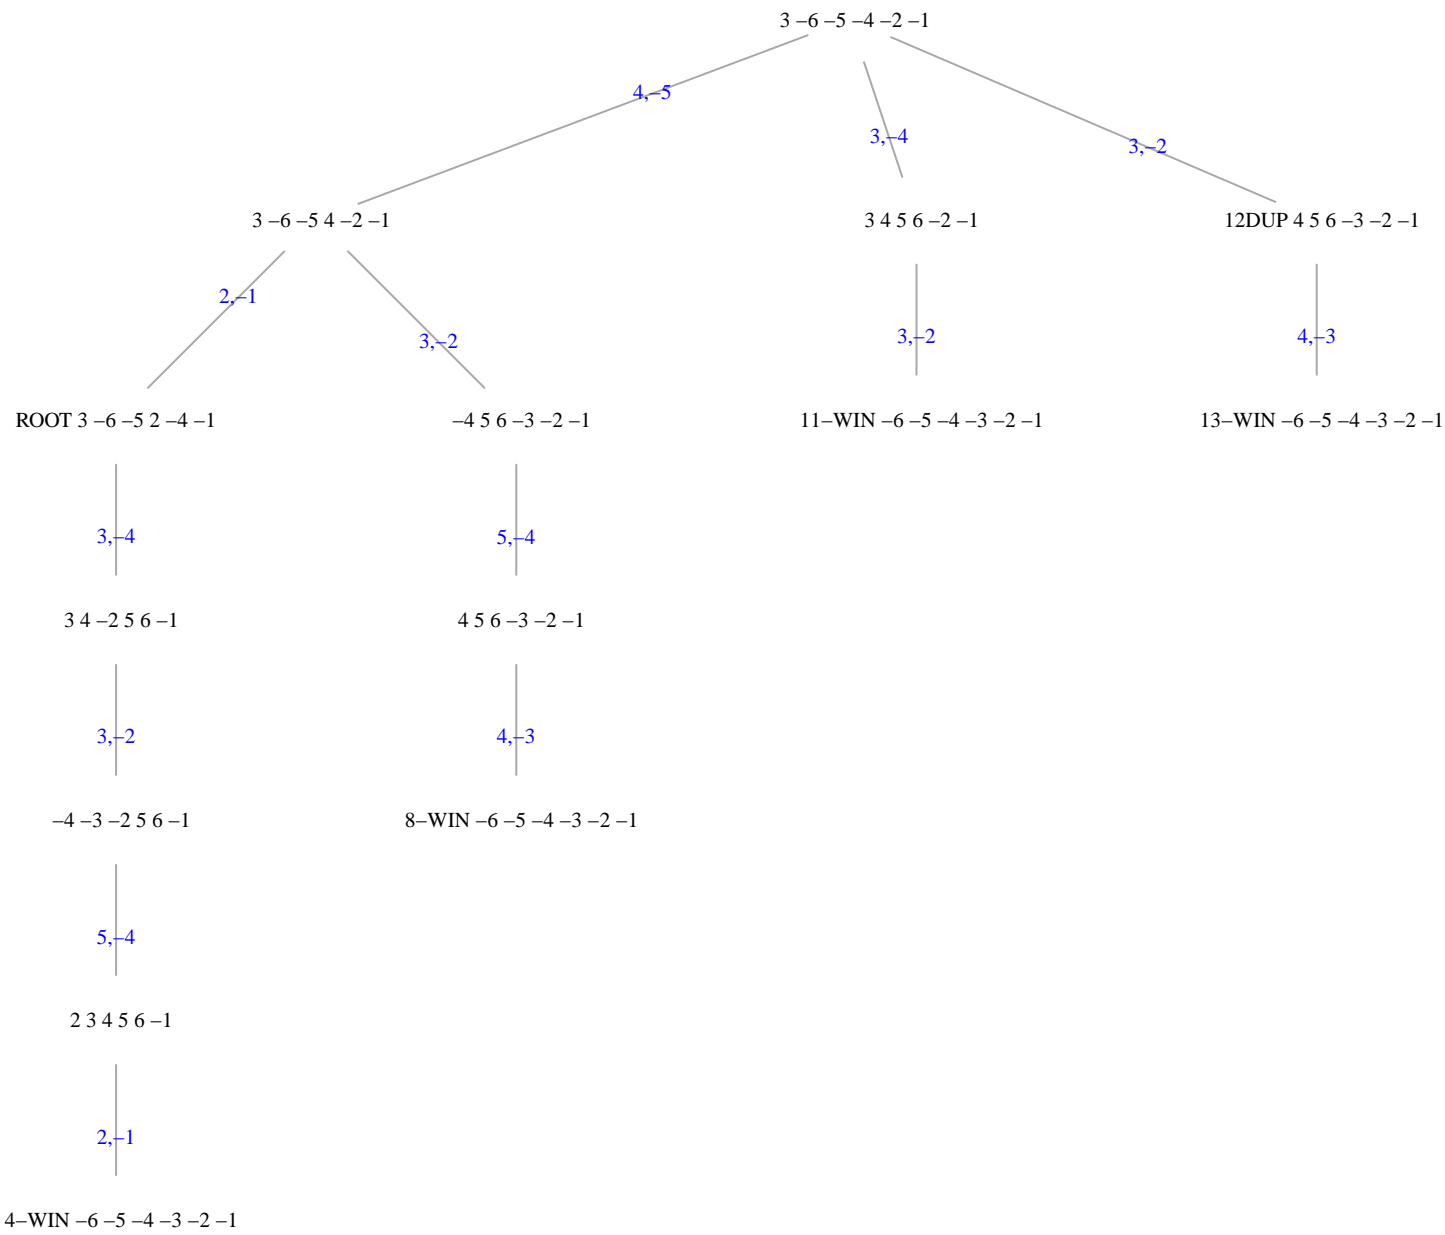 3 –6 –5 –4 –2 –1
4,–5
3,–4
3,–2
3 –6 –5 4 –2 –1
3 4 5 6 –2 –1
12DUP 4 5 6 –3 –2 –1
2,–1
3,–2
3,–2
4,–3
ROOT 3 –6 –5 2 –4 –1
–4 5 6 –3 –2 –1
11–WIN –6 –5 –4 –3 –2 –1
13–WIN –6 –5 –4 –3 –2 –1
3,–4
5,–4
3 4 –2 5 6 –1
4 5 6 –3 –2 –1
3,–2
4,–3
–4 –3 –2 5 6 –1
8–WIN –6 –5 –4 –3 –2 –1
5,–4
2 3 4 5 6 –1
2,–1
4–WIN –6 –5 –4 –3 –2 –1